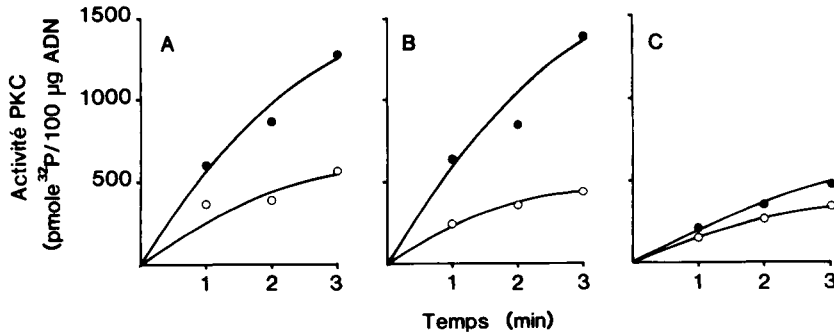 Activité PKC
(pmole ³²P/100 µg ADN)
1500
1000
500
A
B
C
1 2 3
1 2 3
1 2 3
Temps (min)